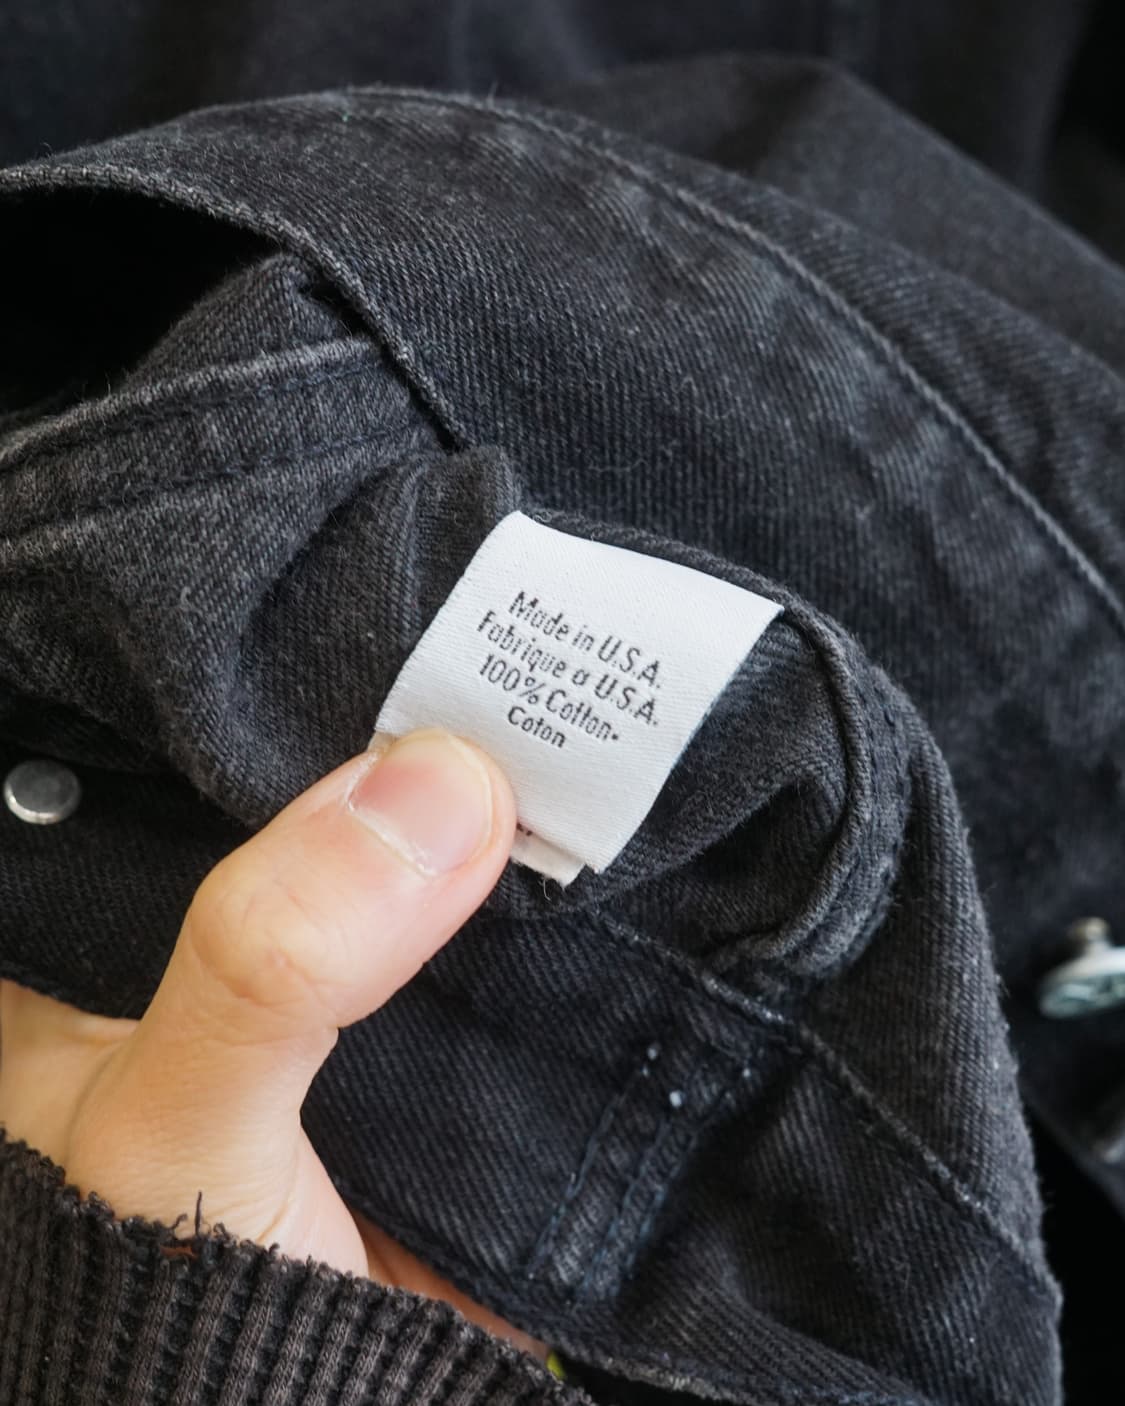 Made in U.S.A.
Fabrique a U.S.A.
100% Cotton•
Coton